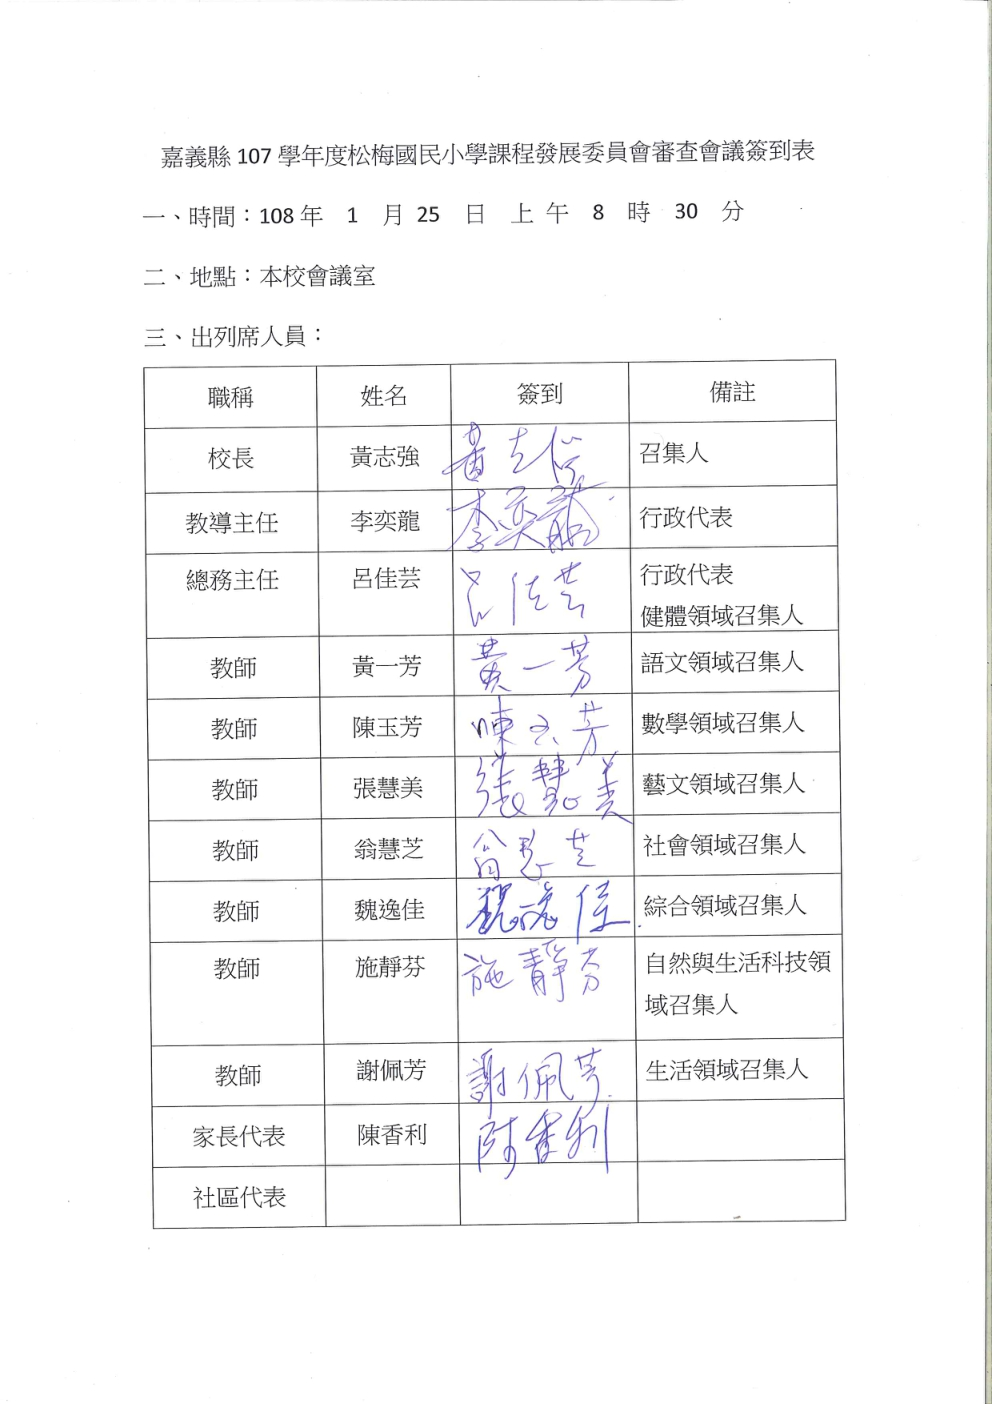 嘉義縣 107 學年度松梅國民小學課程發展委員會審查會議簽到表
一、時間：108 年 1 月 25 日 上 午 8 時 30 分
二、地點：本校會議室
三、出列席人員：
職稱 姓名 簽到 備註
校長 黃志強 黃志強 召集人
教導主任 李奕龍 李奕龍 行政代表
總務主任 呂佳芸 呂佳芸 行政代表
健體領域召集人
教師 黃一芳 黃一芳 語文領域召集人
教師 陳玉芳 陳玉芳 數學領域召集人
教師 張慧美 張慧美 藝文領域召集人
教師 翁慧芝 翁慧芝 社會領域召集人
教師 魏逸佳 魏逸佳 綜合領域召集人
教師 施靜芬 施靜芬 自然與生活科技領
域召集人
教師 謝佩芳 謝佩芳 生活領域召集人
家長代表 陳香利 陳香利
社區代表